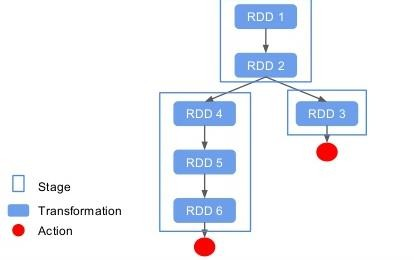 RDD 1
RDD 2
RDD 4
RDD 3
RDD 5
RDD 6
Stage
Transformation
Action